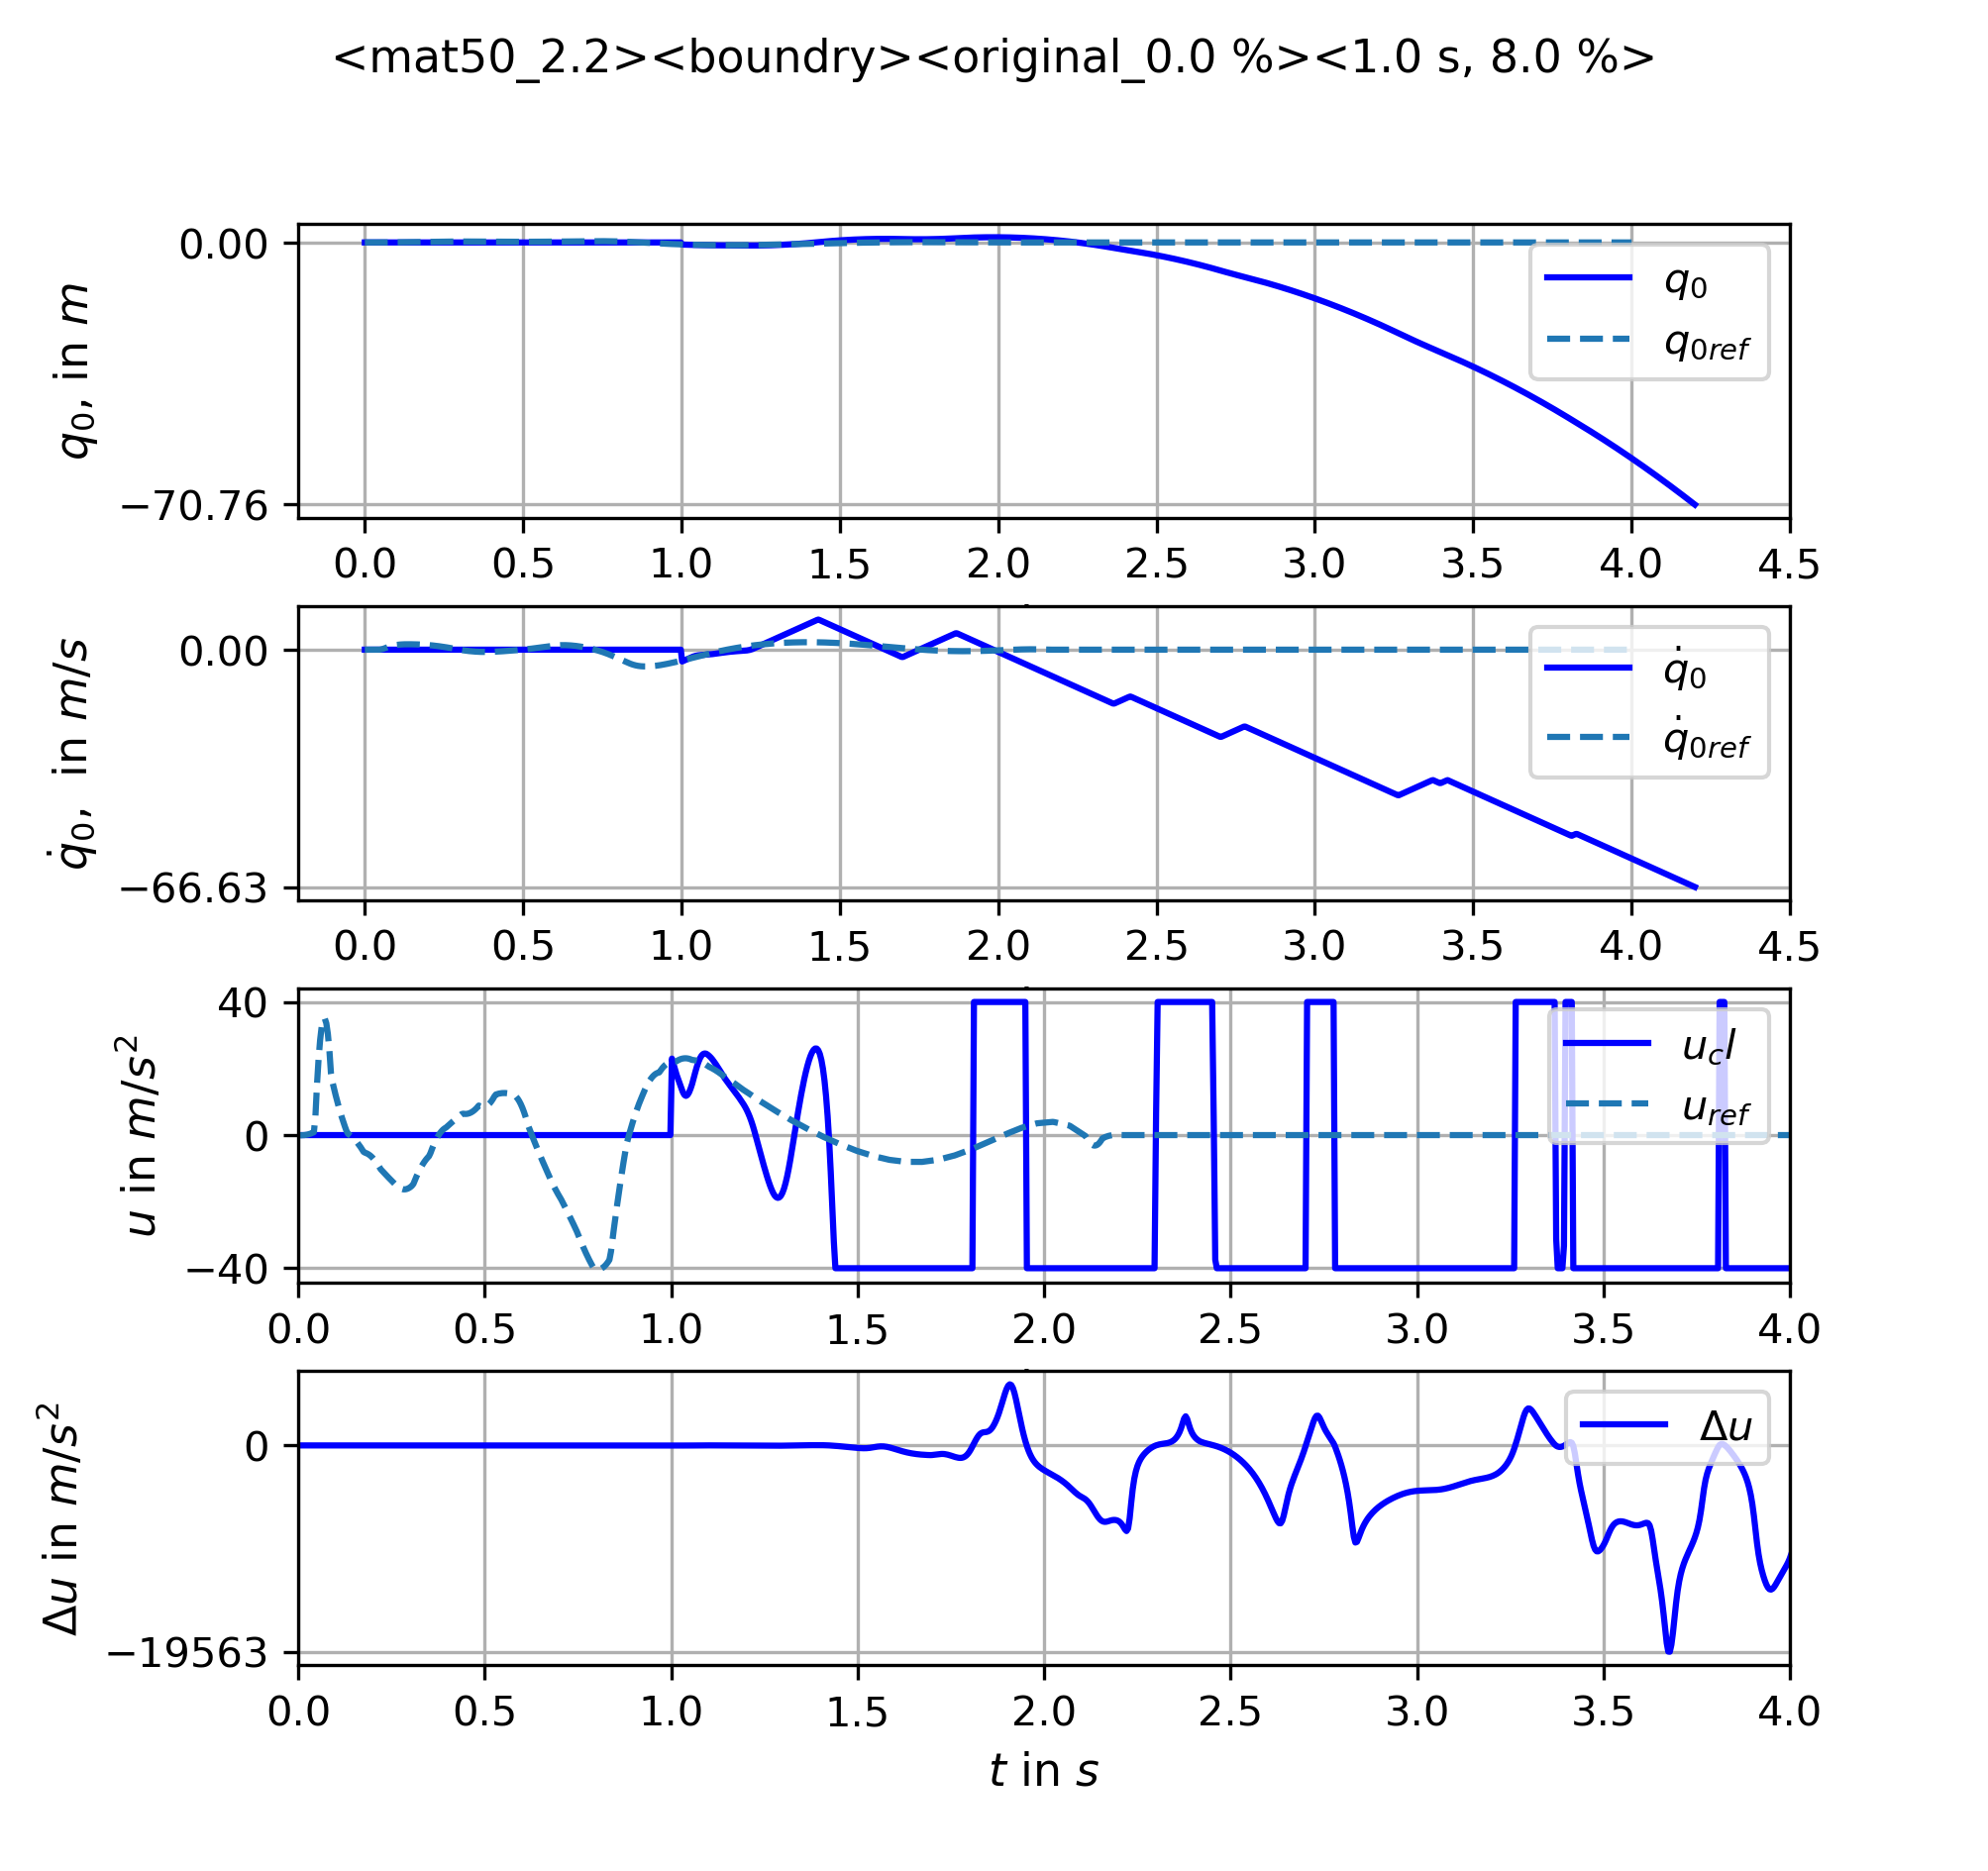 <mat50_2.2><boundry><original_0.0 %><1.0 s, 8.0 %>
q₀, in m
0.00
−70.76
q₀
q₀ref
0.0 0.5 1.0 1.5 2.0 2.5 3.0 3.5 4.0 4.5
q̇₀, in m/s
0.00
−66.63
q̇₀
q̇₀ref
0.0 0.5 1.0 1.5 2.0 2.5 3.0 3.5 4.0 4.5
u in m/s²
40
0
−40
u_cl
u_ref
0.0 0.5 1.0 1.5 2.0 2.5 3.0 3.5 4.0
Δu in m/s²
0
−19563
Δu
0.0 0.5 1.0 1.5 2.0 2.5 3.0 3.5 4.0
t in s